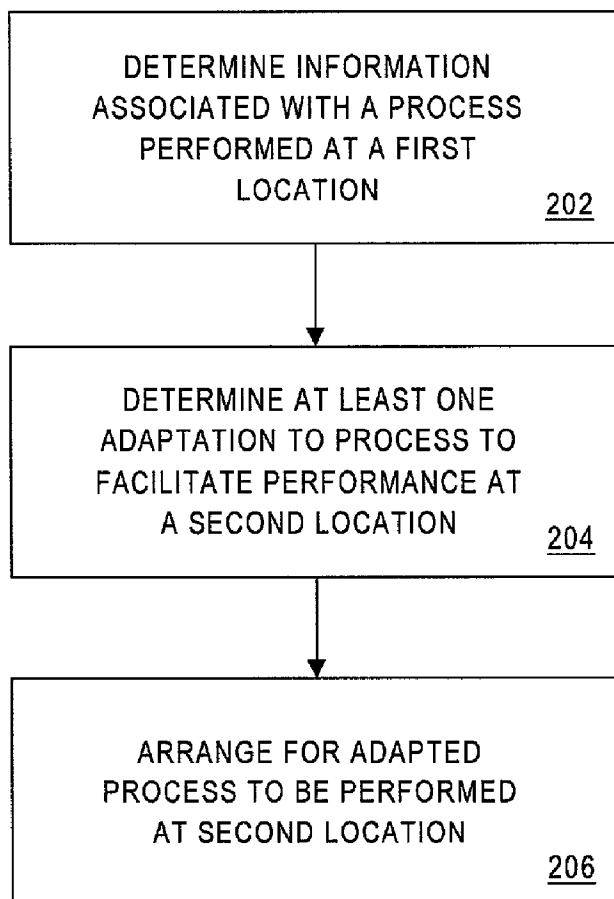 DETERMINE INFORMATION
ASSOCIATED WITH A PROCESS
PERFORMED AT A FIRST
LOCATION
202
DETERMINE AT LEAST ONE
ADAPTATION TO PROCESS TO
FACILITATE PERFORMANCE AT
A SECOND LOCATION
204
ARRANGE FOR ADAPTED
PROCESS TO BE PERFORMED
AT SECOND LOCATION
206